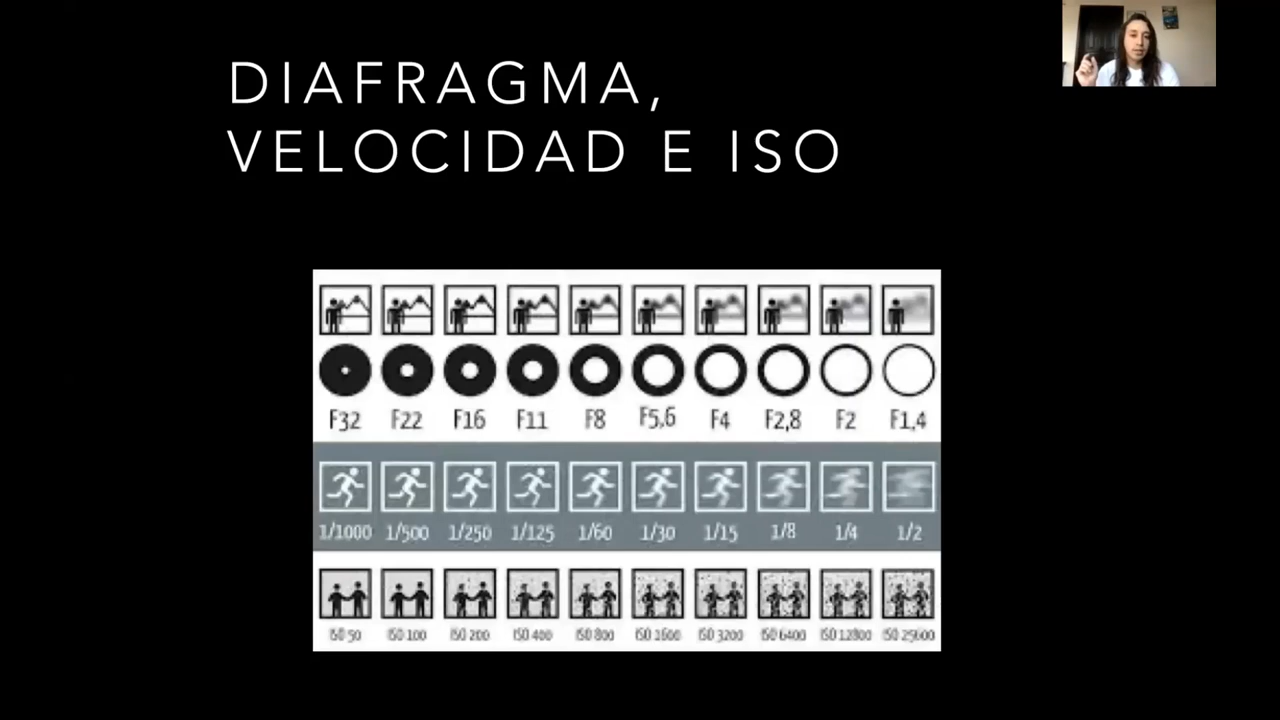 DIAFRAGMA,
VELOCIDAD E ISO
F32 F22 F16 F11 F8 F5,6 F4 F2,8 F2 F1,4
1/1000 1/500 1/250 1/125 1/60 1/30 1/15 1/8 1/4 1/2
ISO 50 ISO 100 ISO 200 ISO 400 ISO 800 ISO 1600 ISO 3200 ISO 6400 ISO 12800 ISO 25600